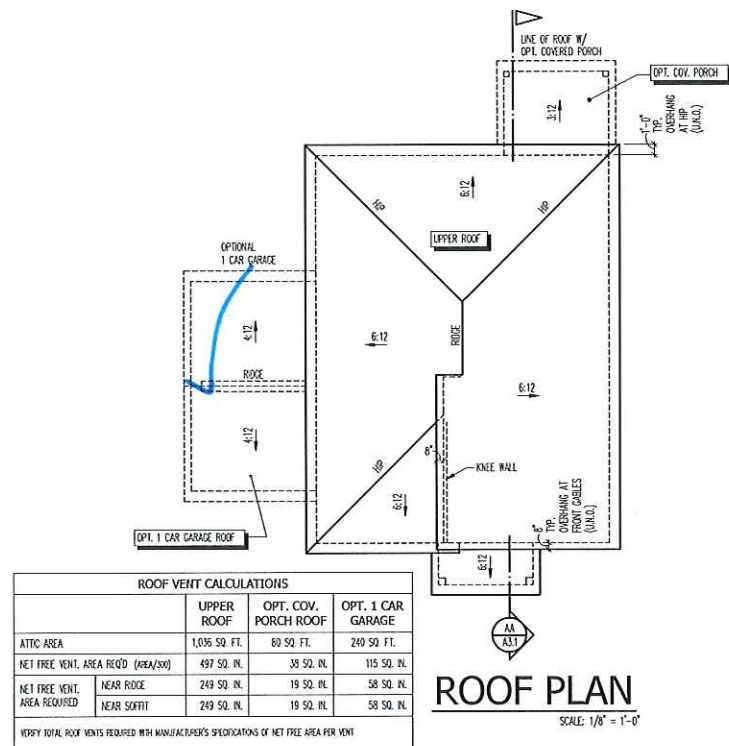 LINE OF ROOF W/
OPT. COVERED PORCH
OPT. COV. PORCH
3:12
1'-0"
TYP.
OVERHANG
AT HIP
(U.N.O.)
6:12
HIP
HIP
UPPER ROOF
OPTIONAL
1 CAR GARAGE
4:12
RIDGE
4:12
6:12
RIDGE
6:12
HIP
8"
KNEE WALL
6:12
8"
TYP.
OVERHANG AT
FRONT GABLES
(U.N.O.)
OPT. 1 CAR GARAGE ROOF
6:12
AA
A3.1
ROOF PLAN
SCALE: 1/8" = 1'-0"
ROOF VENT CALCULATIONS
UPPER ROOF OPT. COV. PORCH ROOF OPT. 1 CAR GARAGE
ATTIC AREA 1,036 SQ. FT. 80 SQ. FT. 240 SQ. FT.
NET FREE VENT. AREA REQ'D (AREA/300) 497 SQ. IN. 38 SQ. IN. 115 SQ. IN.
NET FREE VENT. AREA REQUIRED NEAR RIDGE 249 SQ. IN. 19 SQ. IN. 58 SQ. IN.
NEAR SOFFIT 249 SQ. IN. 19 SQ. IN. 58 SQ. IN.
VERIFY TOTAL ROOF VENTS REQUIRED WITH MANUFACTURER'S SPECIFICATIONS OF NET FREE AREA PER VENT